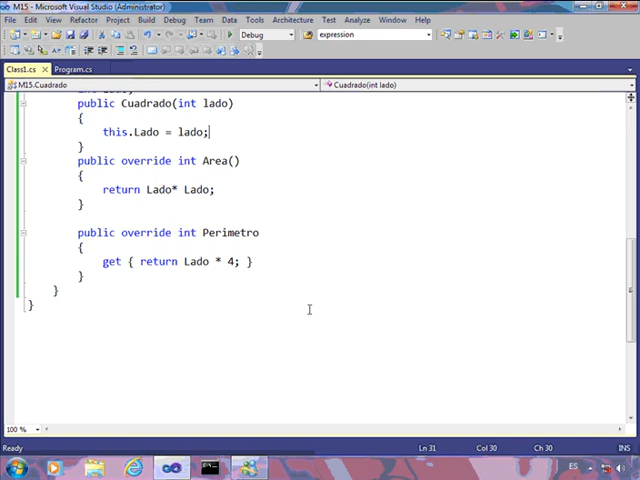 M15 - Microsoft Visual Studio (Administrator)
File Edit View Refactor Project Build Debug Team Data Tools Architecture Test Analyze Window Help
Debug expression
Class1.cs Program.cs
M15.Cuadrado Cuadrado(int lado)
public Cuadrado(int lado)
{
this.Lado = lado;
}
public override int Area()
{
return Lado* Lado;
}
public override int Perimetro
{
get { return Lado * 4; }
}
}
}
100 %
Ln 31 Col 30 Ch 30 INS
ES